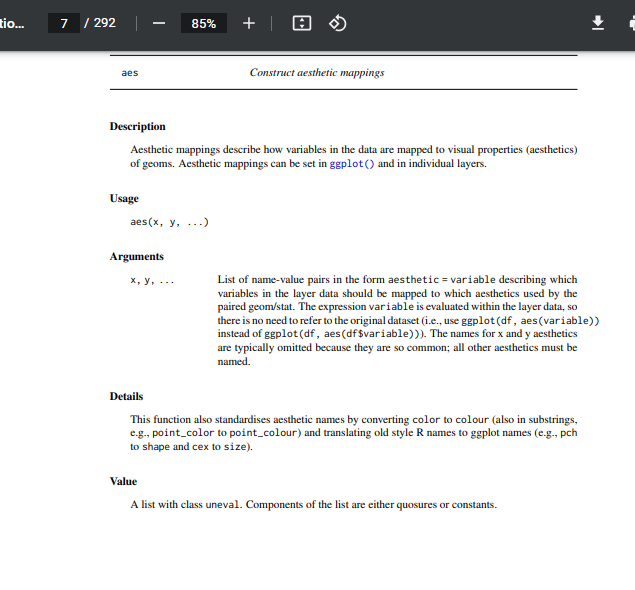 tio...
7 / 292
85%
aes Construct aesthetic mappings
Description
Aesthetic mappings describe how variables in the data are mapped to visual properties (aesthetics)
of geoms. Aesthetic mappings can be set in ggplot() and in individual layers.
Usage
aes(x, y, ...)
Arguments
x, y, ... List of name-value pairs in the form aesthetic = variable describing which
variables in the layer data should be mapped to which aesthetics used by the
paired geom/stat. The expression variable is evaluated within the layer data, so
there is no need to refer to the original dataset (i.e., use ggplot(df, aes(variable))
instead of ggplot(df, aes(df$variable))). The names for x and y aesthetics
are typically omitted because they are so common; all other aesthetics must be
named.
Details
This function also standardises aesthetic names by converting color to colour (also in substrings,
e.g., point_color to point_colour) and translating old style R names to ggplot names (e.g., pch
to shape and cex to size).
Value
A list with class uneval. Components of the list are either quosures or constants.